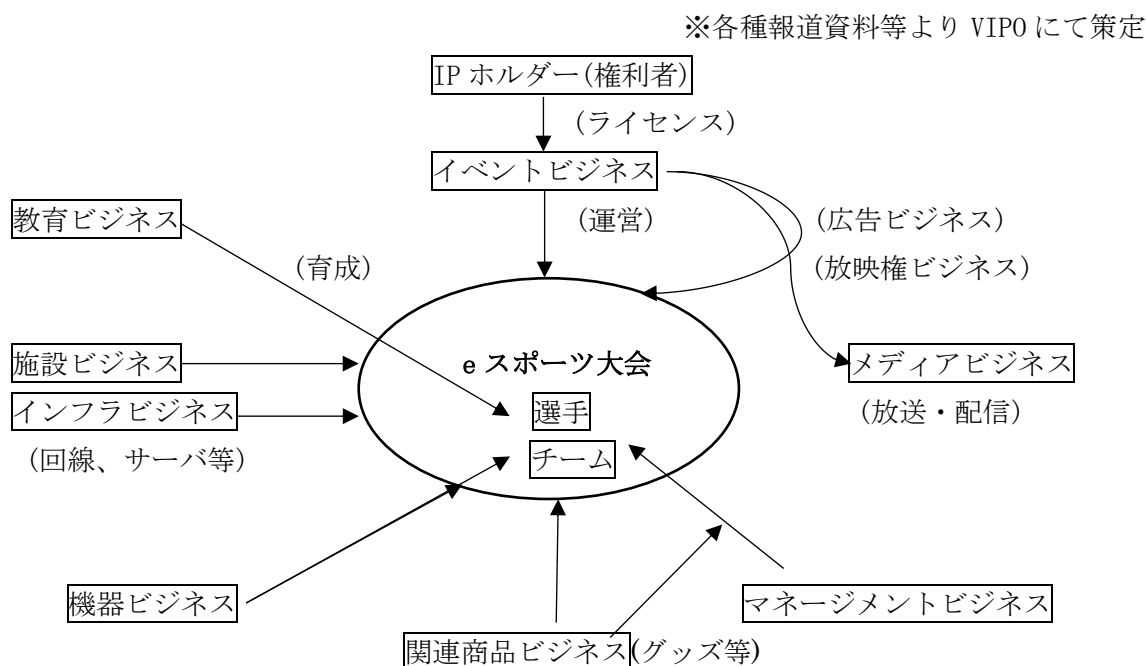 ※各種報道資料等より VIPO にて策定
IP ホルダー(権利者)
(ライセンス)
イベントビジネス
教育ビジネス
(運営)
(広告ビジネス)
(育成)
(放映権ビジネス)
施設ビジネス
e スポーツ大会
メディアビジネス
インフラビジネス
選手
(放送・配信)
(回線、サーバ等)
チーム
機器ビジネス
マネージメントビジネス
関連商品ビジネス(グッズ等)